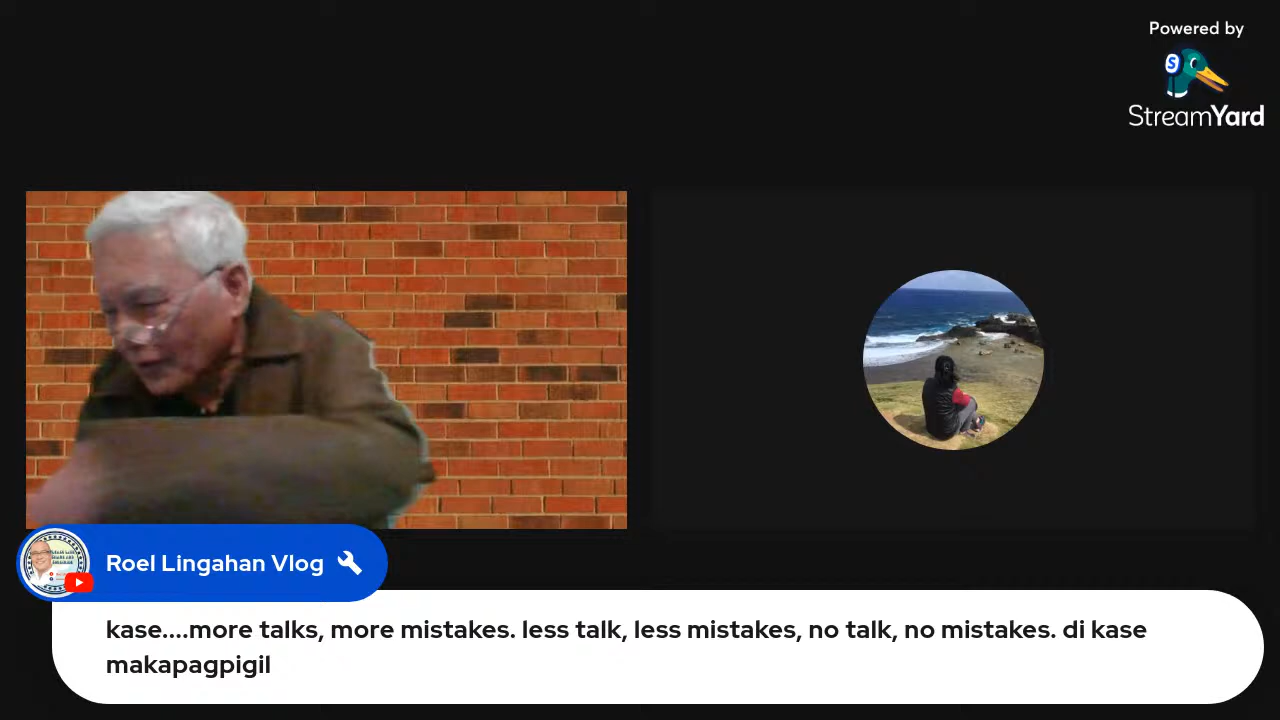 Powered by
S
StreamYard
Roel Lingahan Vlog
kase....more talks, more mistakes. less talk, less mistakes, no talk, no mistakes. di kase
makapagpigil